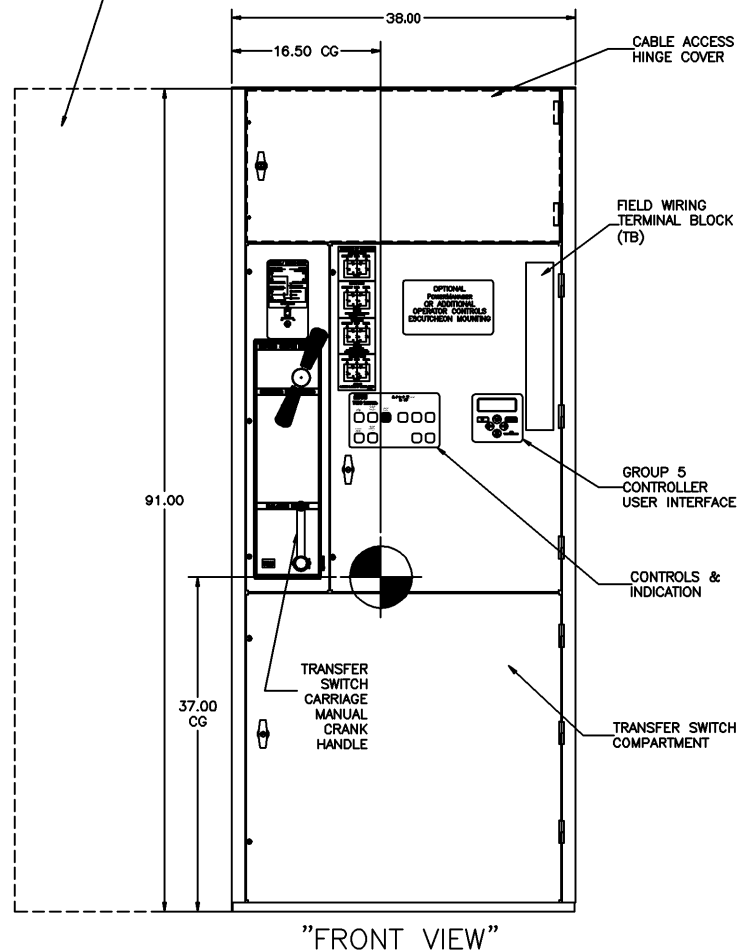 38.00
16.50 CG
CABLE ACCESS
HINGE COVER
FIELD WIRING
TERMINAL BLOCK
(TB)
OPTIONAL
POWERMANAGER
OR ADDITIONAL
OPERATOR CONTROLS
ESCUTCHEON MOUNTING
91.00
GROUP 5
CONTROLLER
USER INTERFACE
CONTROLS &
INDICATION
TRANSFER
SWITCH
CARRIAGE
MANUAL
CRANK
HANDLE
37.00
CG
TRANSFER SWITCH
COMPARTMENT
"FRONT VIEW"